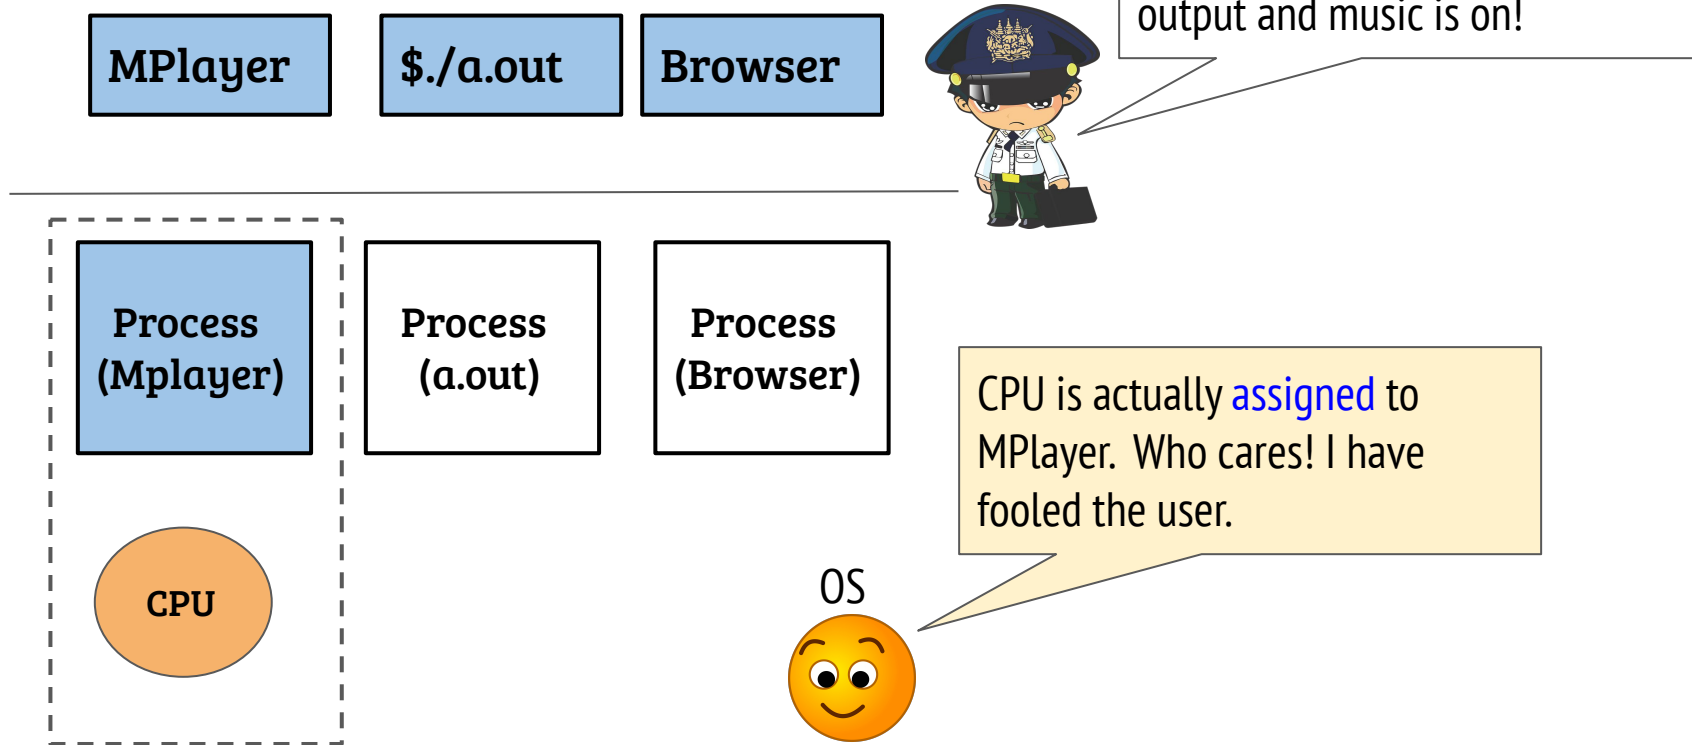 output and music is on!
MPlayer
$./a.out
Browser
Process
(Mplayer)
Process
(a.out)
Process
(Browser)
CPU is actually assigned to
MPlayer. Who cares! I have
fooled the user.
CPU
OS